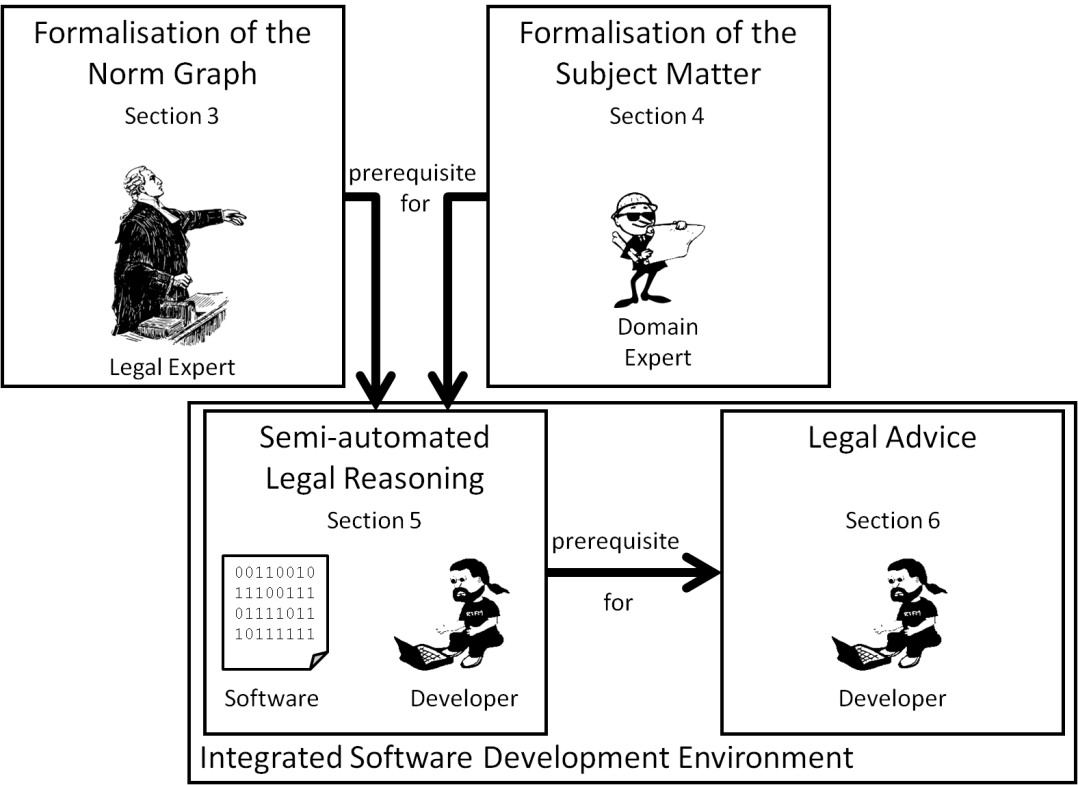 Formalisation of the
Norm Graph
Section 3
Legal Expert
prerequisite
for
Formalisation of the
Subject Matter
Section 4
Domain
Expert
Semi-automated
Legal Reasoning
Section 5
00110010
11100111
01111011
10111111
Software
RTFM
Developer
prerequisite
for
Legal Advice
Section 6
RTFM
Developer
Integrated Software Development Environment